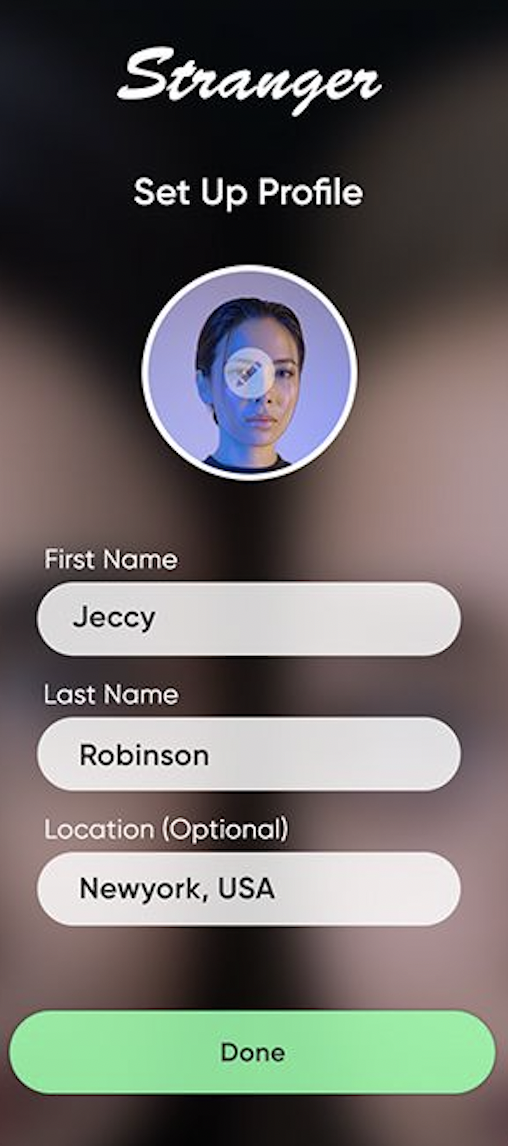 Stranger
Set Up Profile
First Name
Jeccy
Last Name
Robinson
Location (Optional)
Newyork, USA
Done